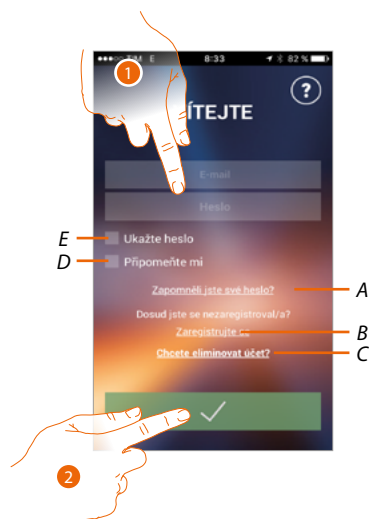 1
TIM E 8:33 82 %
?
ÍTEJTE
E-mail
Heslo
E
Ukažte heslo
D
Připomeňte mi
Zapomněli jste své heslo?
A
Dosud jste se nezaregistroval/a?
Zaregistrujte se
B
Chcete eliminovat účet?
C
2